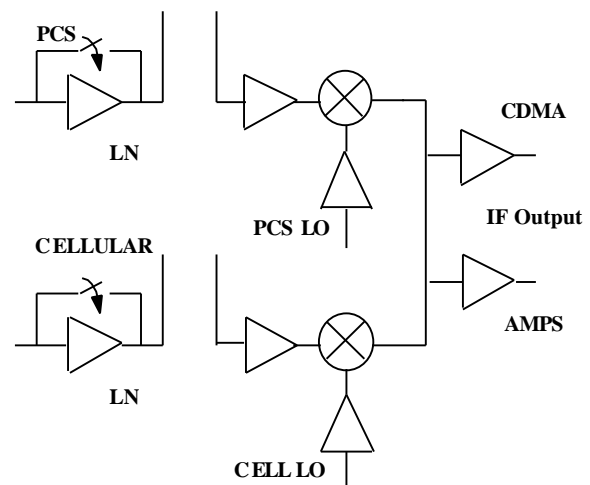 PCS
LN
CDMA
PCS LO
IF Output
CELLULAR
AMPS
LN
CELL LO